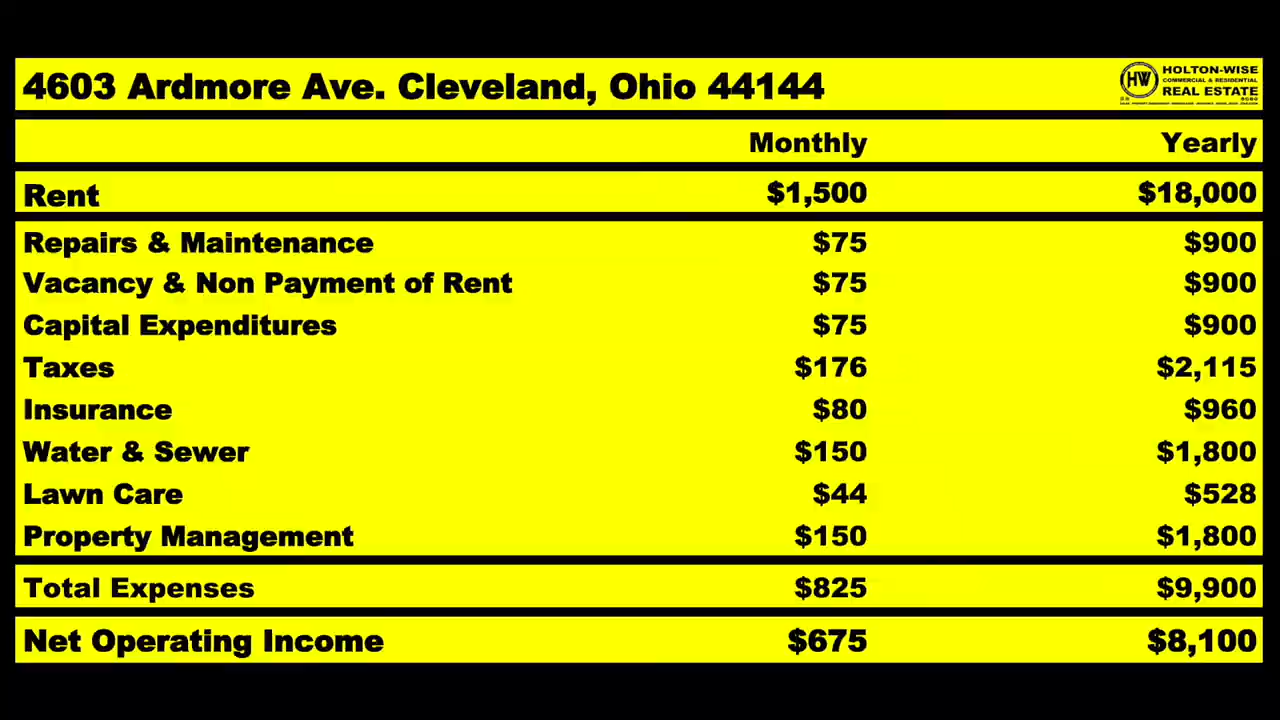 4603 Ardmore Ave. Cleveland, Ohio 44144
HW
HOLTON-WISE
COMMERCIAL & RESIDENTIAL
REAL ESTATE
Monthly Yearly
Rent $1,500 $18,000
Repairs & Maintenance $75 $900
Vacancy & Non Payment of Rent $75 $900
Capital Expenditures $75 $900
Taxes $176 $2,115
Insurance $80 $960
Water & Sewer $150 $1,800
Lawn Care $44 $528
Property Management $150 $1,800
Total Expenses $825 $9,900
Net Operating Income $675 $8,100